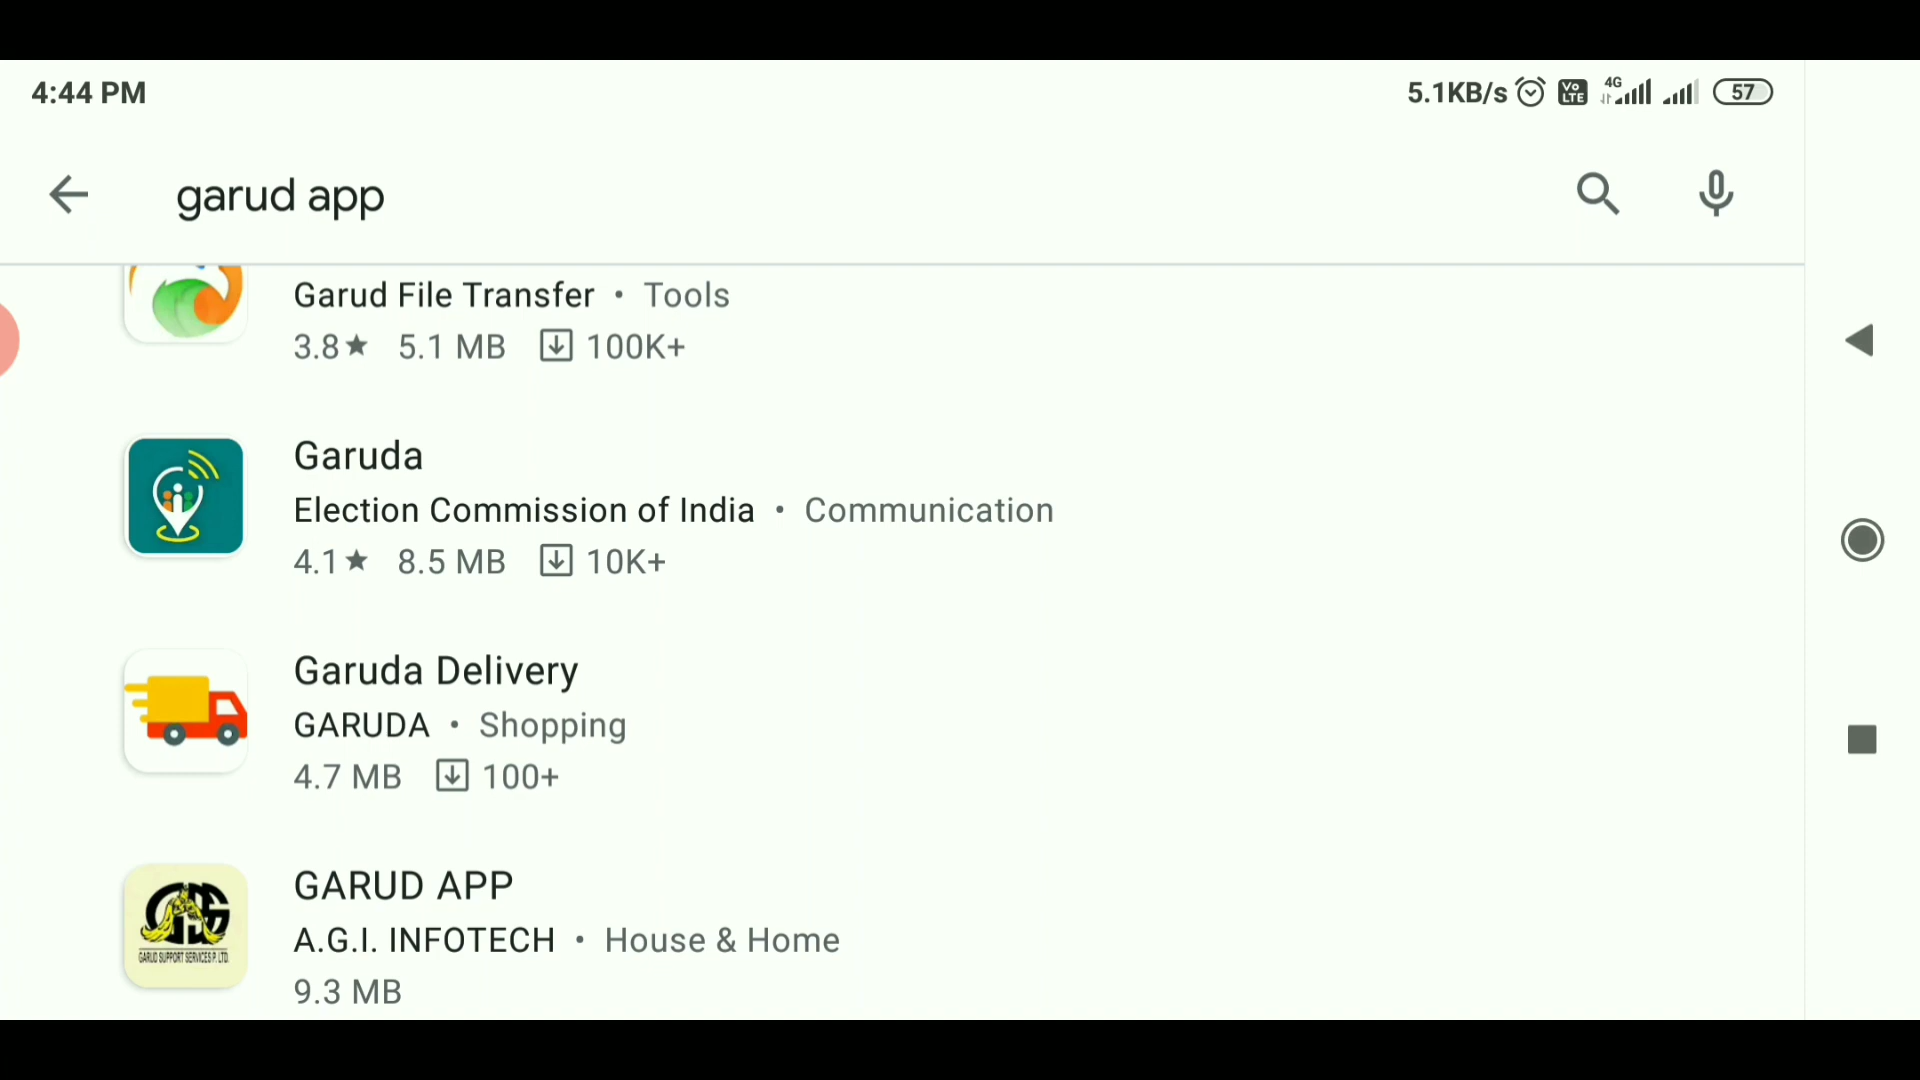 4:44 PM
5.1KB/s Vo LTE 4G 57
garud app
Garud File Transfer • Tools
3.8★ 5.1 MB 100K+
Garuda
Election Commission of India • Communication
4.1★ 8.5 MB 10K+
Garuda Delivery
GARUDA • Shopping
4.7 MB 100+
GARUD SUPPORT SERVICES P. LTD.
GARUD APP
A.G.I. INFOTECH • House & Home
9.3 MB